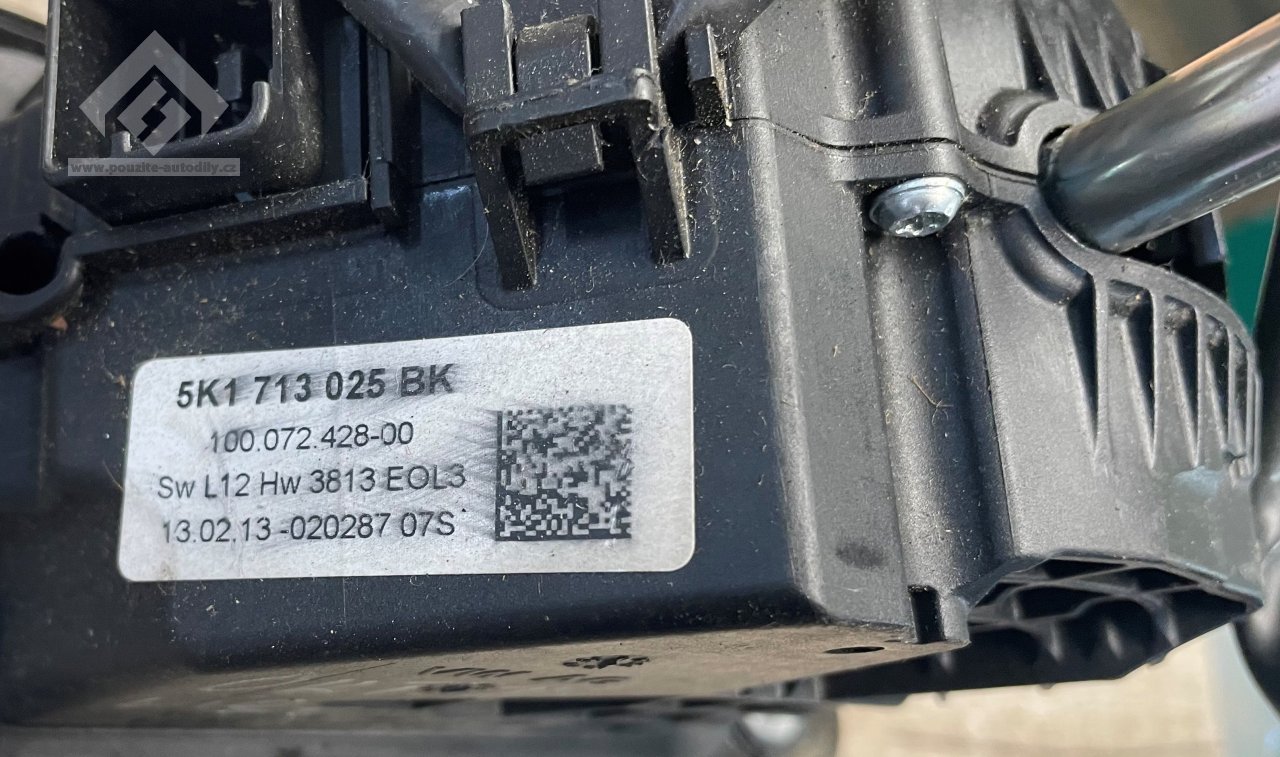 www.pouzite-autodily.cz
5K1 713 025 BK
100.072.428-00
Sw L12 Hw 3813 EOL3
13.02.13 -020287 07S